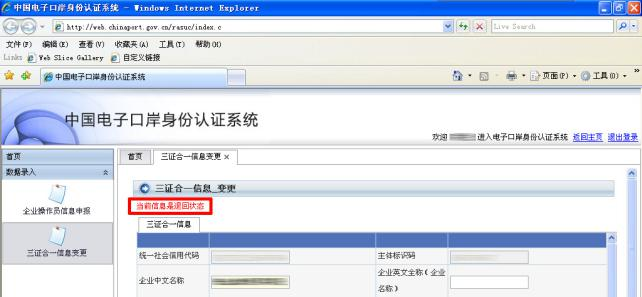 中国电子口岸身份认证系统 - Windows Internet Explorer
http://web.chinaport.gov.cn/rasuc/index.c
Live Search
文件(F) 编辑(E) 查看(V) 收藏夹(A) 工具(T) 帮助(H)
Links Web Slice Gallery 自定义链接
中国电子口岸身份认证系统
页面(P) 工具(O)
中国电子口岸身份认证系统
欢迎 进入电子口岸身份认证系统 返回主页 退出登录
首页
首页 三证合一信息变更 ×
数据录入
三证合一信息_变更
当前信息是退回状态
企业操作员信息申报
三证合一信息
三证合一信息变更
统一社会信用代码 主体标识码
企业中文名称 企业英文全称(企业
名称)